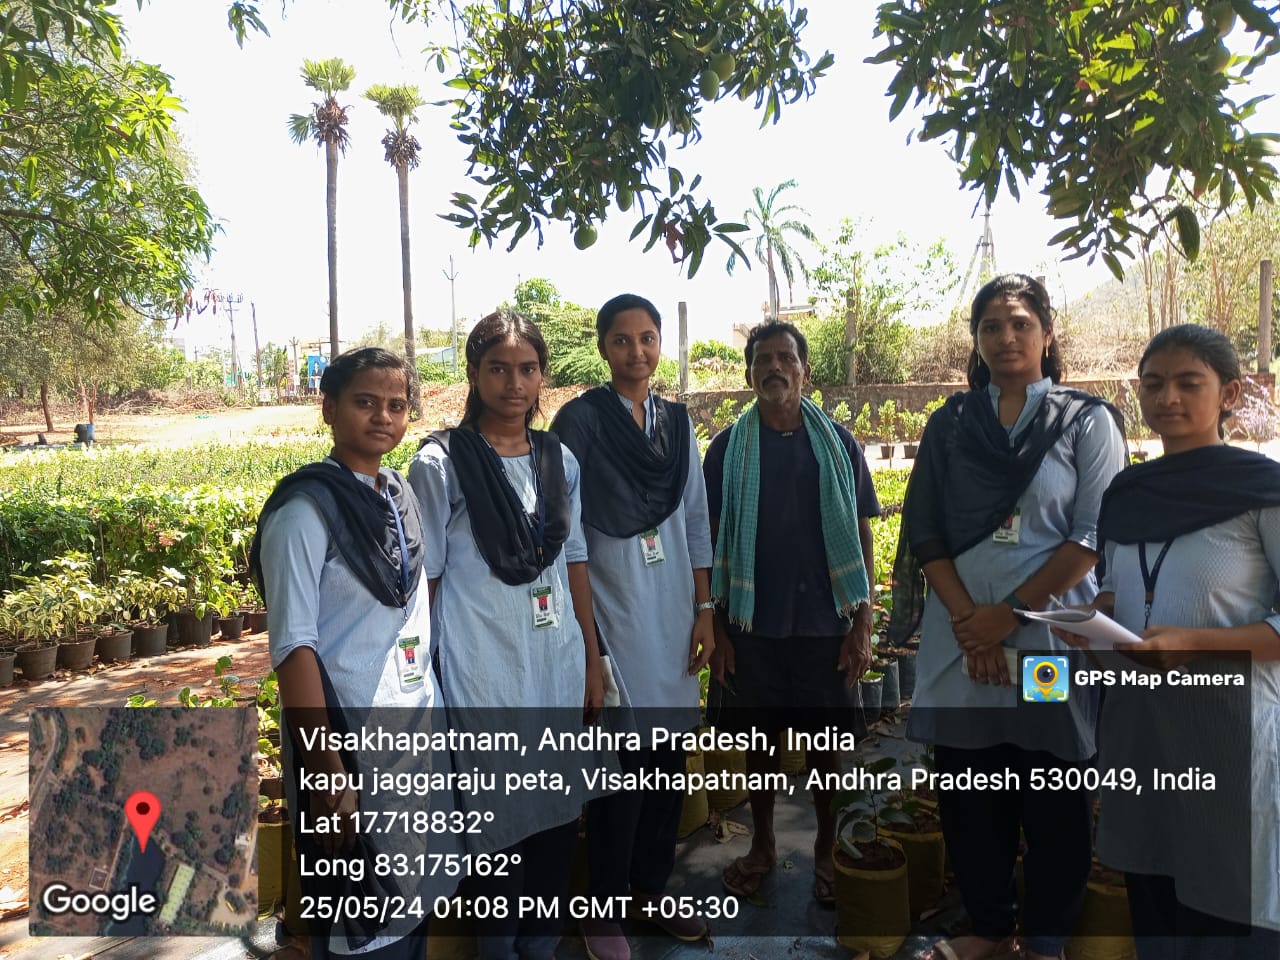 GPS Map Camera
Visakhapatnam, Andhra Pradesh, India
kapu jaggaraju peta, Visakhapatnam, Andhra Pradesh 530049, India
Lat 17.718832°
Long 83.175162°
25/05/24 01:08 PM GMT +05:30
Google